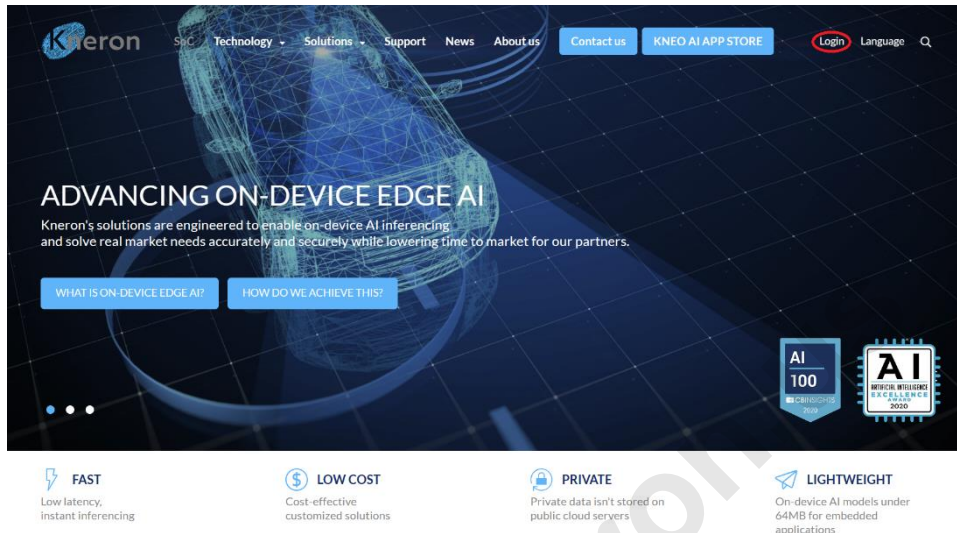 Kneron
SoC Technology Solutions Support News About us Contact us KNEO AI APP STORE Login Language
ADVANCING ON-DEVICE EDGE AI
Kneron's solutions are engineered to enable on-device AI inferencing
and solve real market needs accurately and securely while lowering time to market for our partners.
WHAT IS ON-DEVICE EDGE AI? HOW DO WE ACHIEVE THIS?
AI
100
CBINSIGHTS
2020
AI
ARTIFICIAL INTELLIGENCE
EXCELLENCE
AWARD
2020
FAST
Low latency,
instant inferencing
LOW COST
Cost-effective
customized solutions
PRIVATE
Private data isn't stored on
public cloud servers
LIGHTWEIGHT
On-device AI models under
64MB for embedded
applications